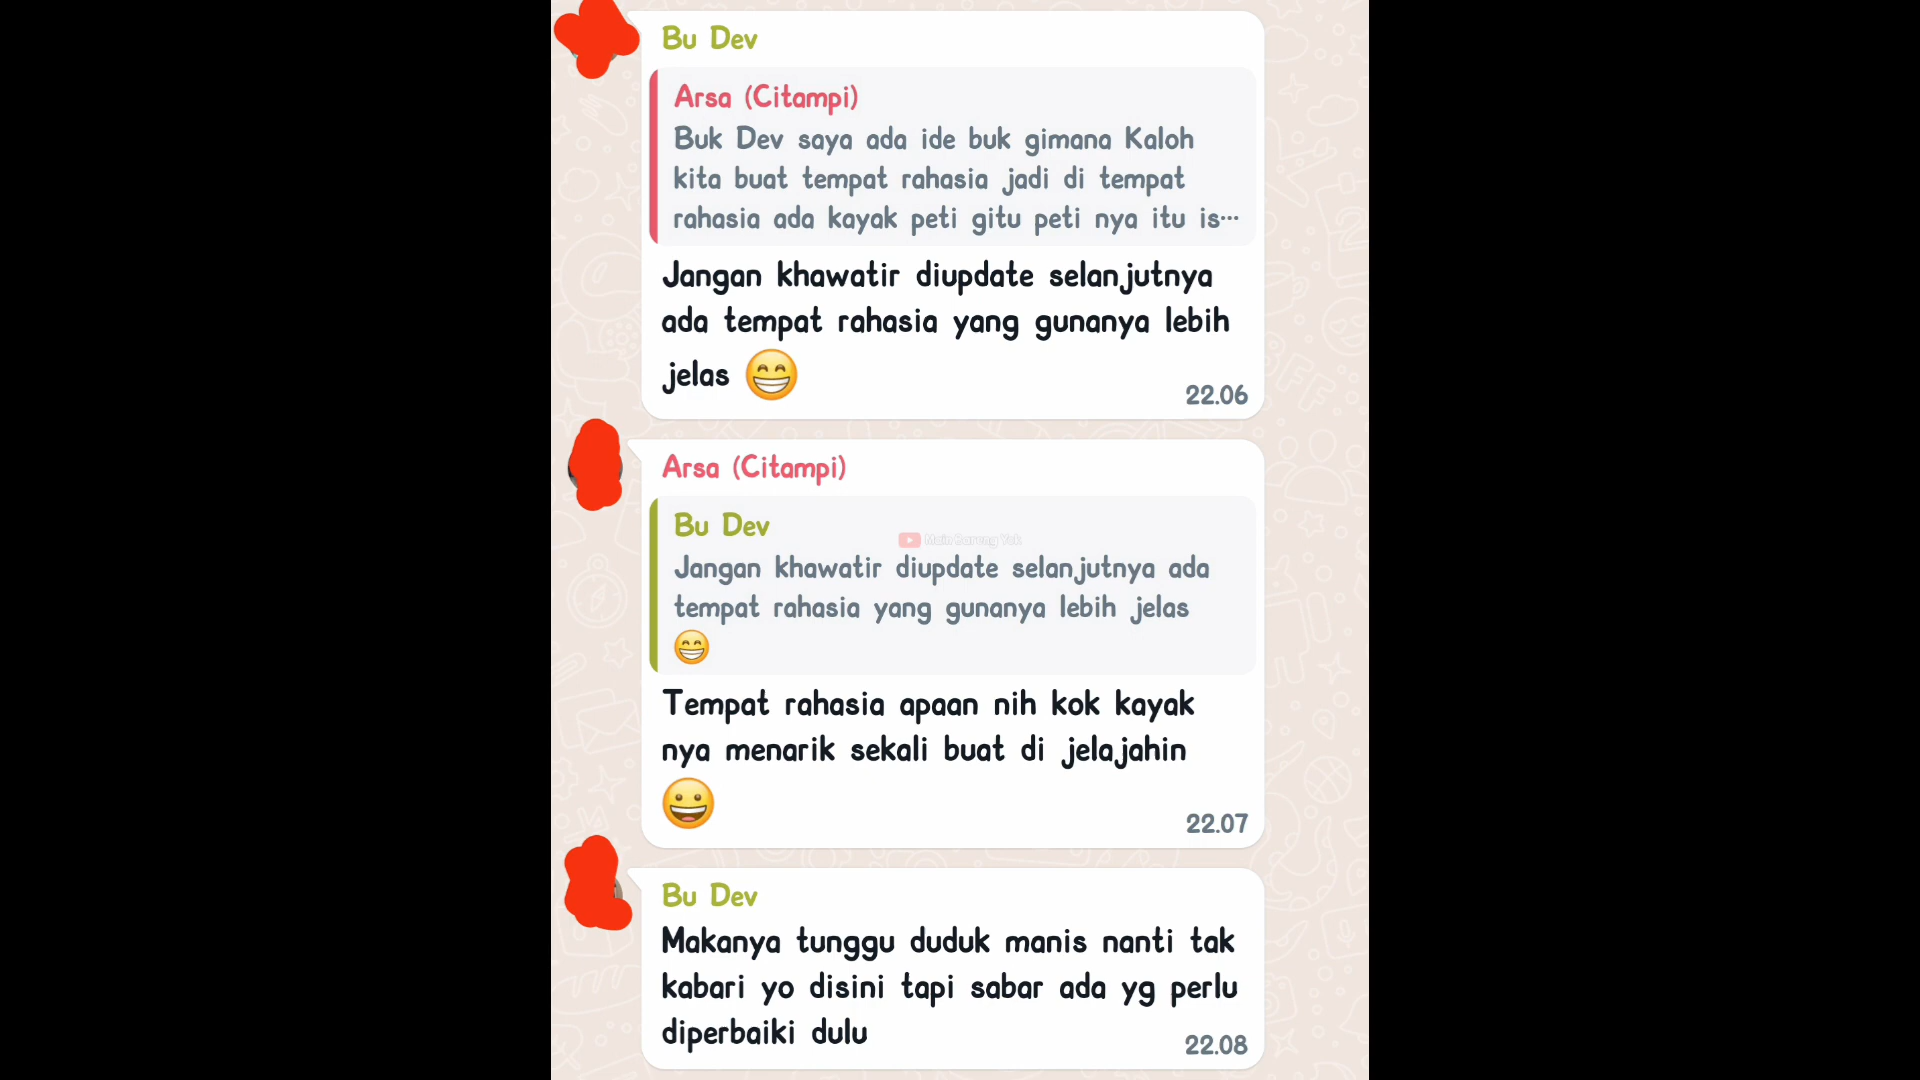 Bu Dev
Arsa (Citampi)
Buk Dev saya ada ide buk gimana Kaloh
kita buat tempat rahasia jadi di tempat
rahasia ada kayak peti gitu peti nya itu is...
Jangan khawatir diupdate selanjutnya
ada tempat rahasia yang gunanya lebih
jelas 😁
22.06
Arsa (Citampi)
Bu Dev
Main Bareng Yuk
Jangan khawatir diupdate selanjutnya ada
tempat rahasia yang gunanya lebih jelas
😁
Tempat rahasia apaan nih kok kayak
nya menarik sekali buat di jelajahin
😀
22.07
Bu Dev
Makanya tunggu duduk manis nanti tak
kabari yo disini tapi sabar ada yg perlu
diperbaiki dulu
22.08